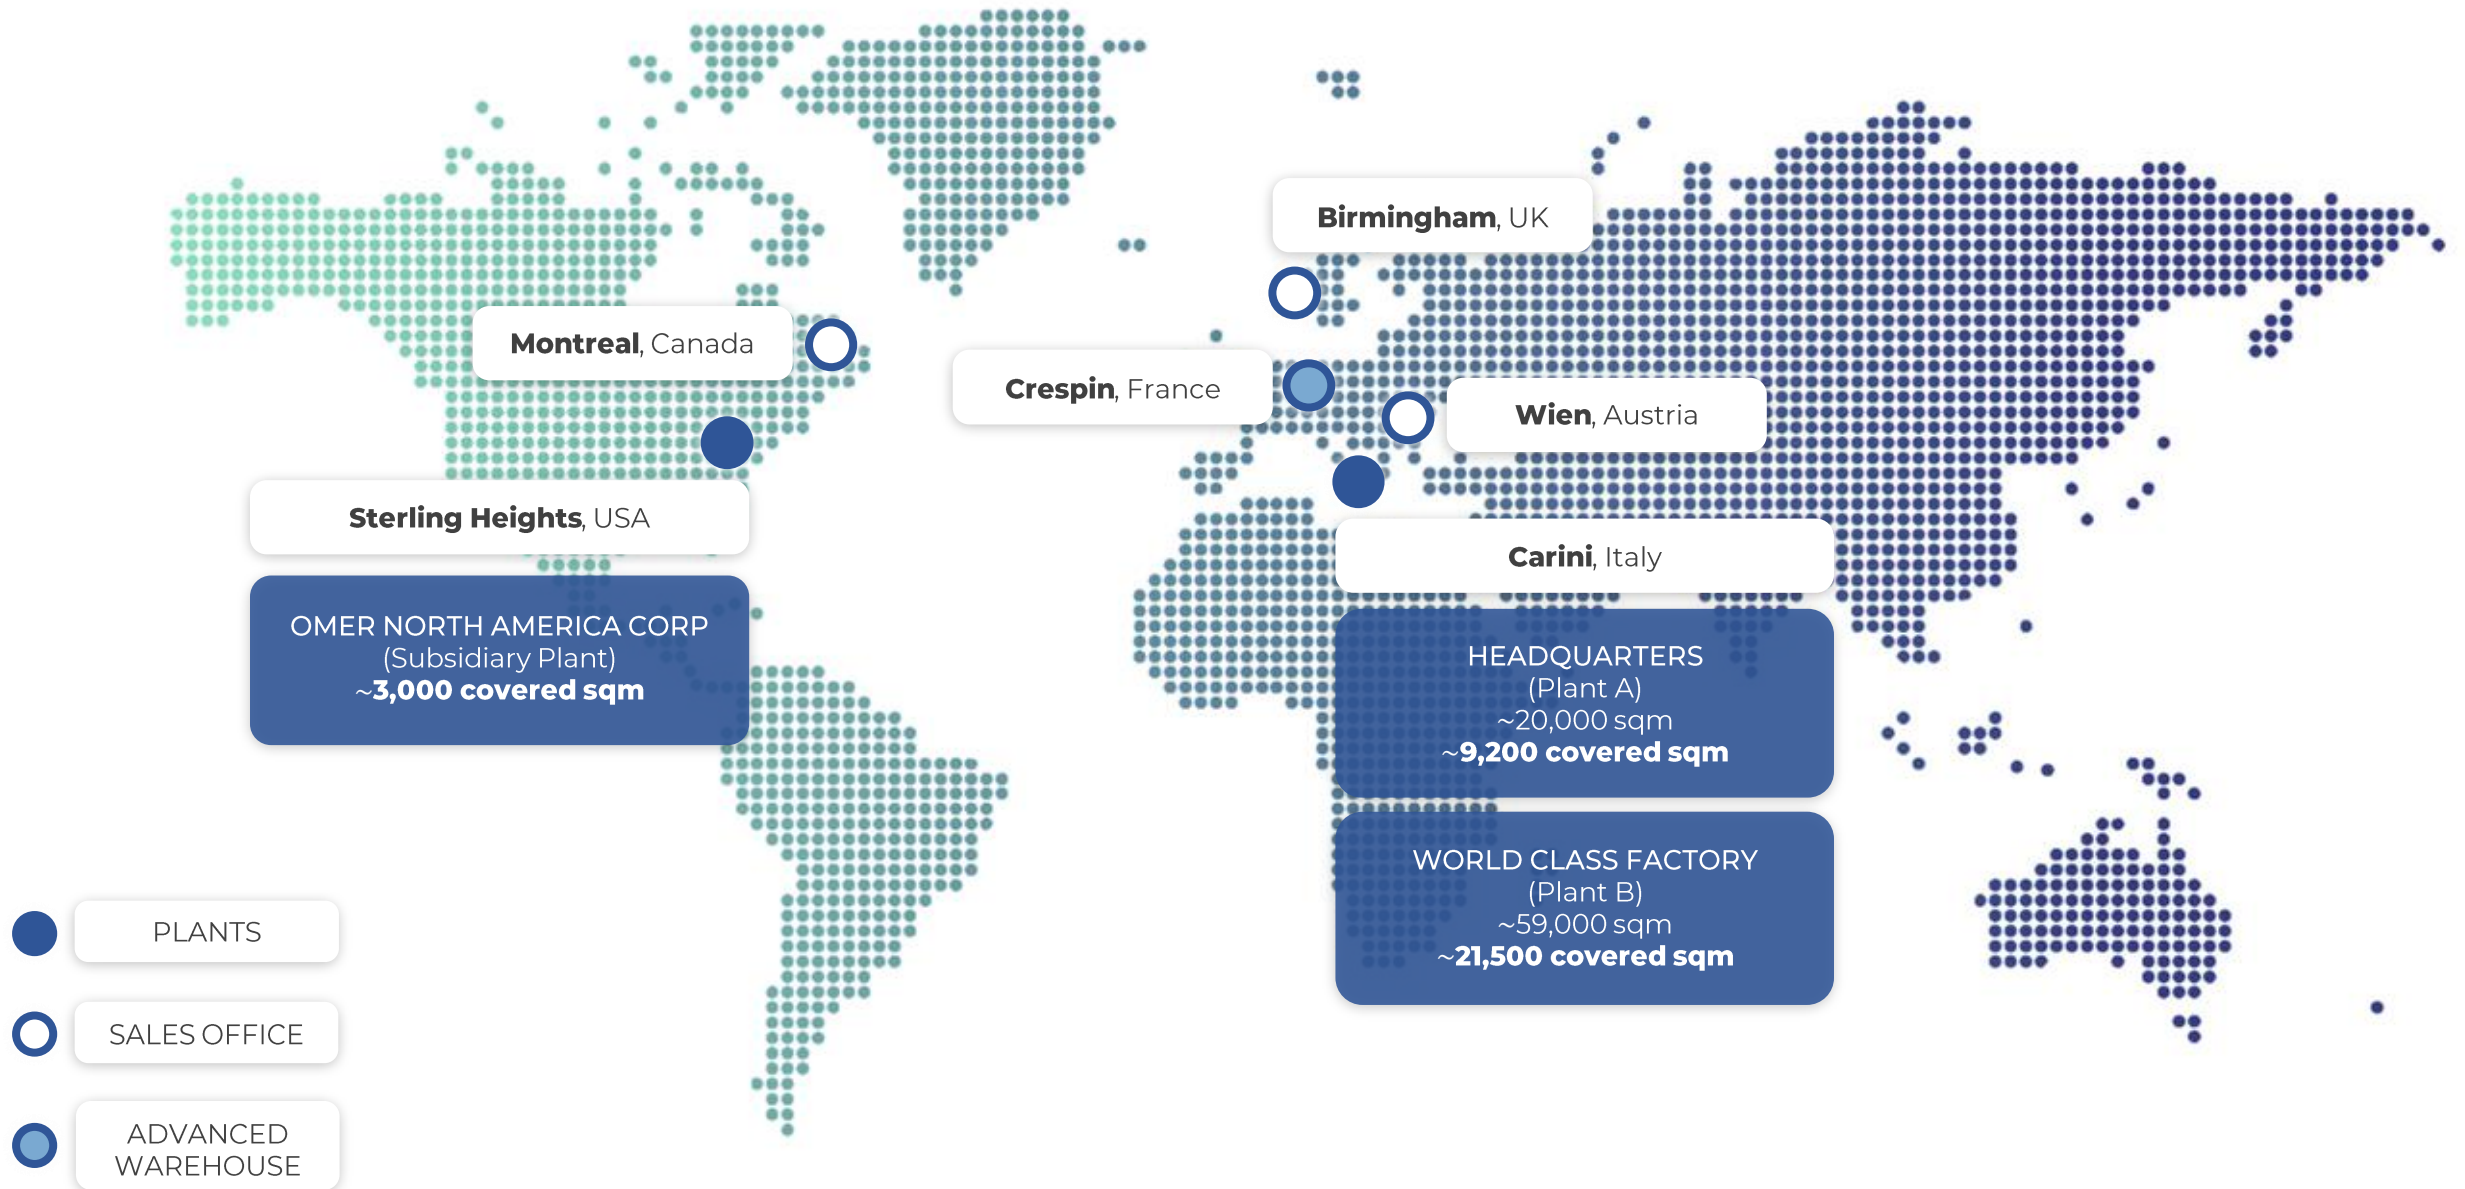 Birmingham, UK
Montreal, Canada
Crespin, France
Wien, Austria
Sterling Heights, USA
OMER NORTH AMERICA CORP
(Subsidiary Plant)
~3,000 covered sqm
Carini, Italy
HEADQUARTERS
(Plant A)
~20,000 sqm
~9,200 covered sqm
WORLD CLASS FACTORY
(Plant B)
~59,000 sqm
~21,500 covered sqm
PLANTS
SALES OFFICE
ADVANCED
WAREHOUSE